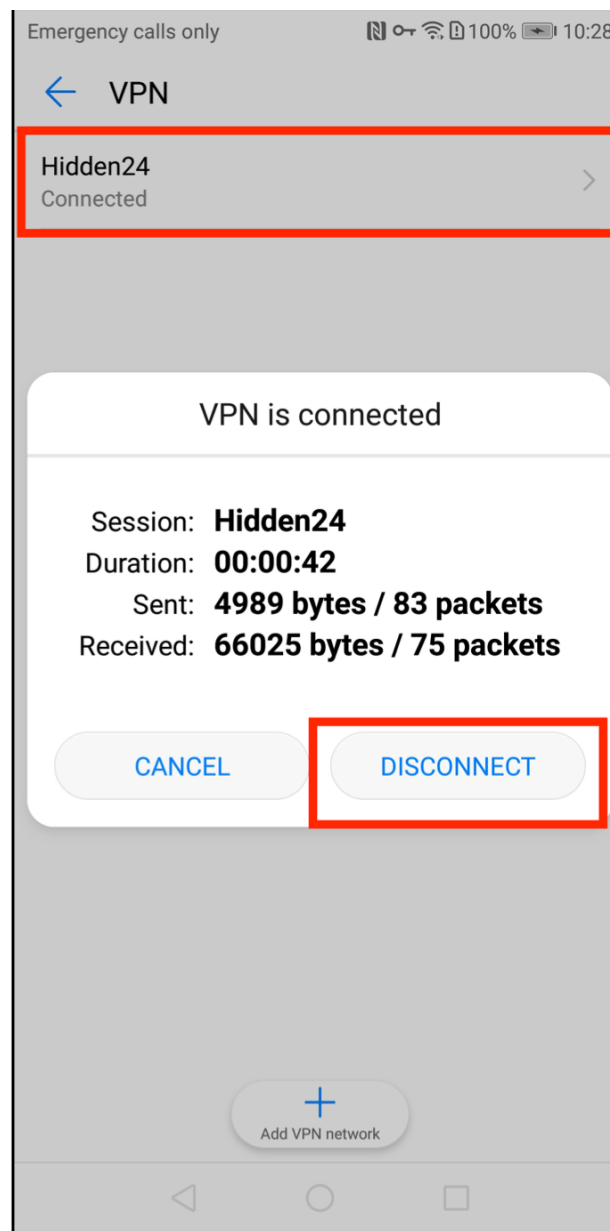 Emergency calls only 100% 10:28
VPN
Hidden24
Connected
VPN is connected
Session: Hidden24
Duration: 00:00:42
Sent: 4989 bytes / 83 packets
Received: 66025 bytes / 75 packets
CANCEL DISCONNECT
Add VPN network